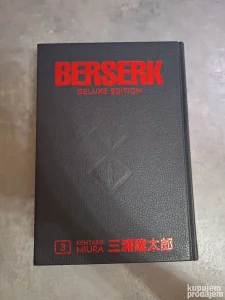 BERSERK
DELUXE EDITION
3 KENTARO MIURA 三浦建太郎
kupujem
prodajem